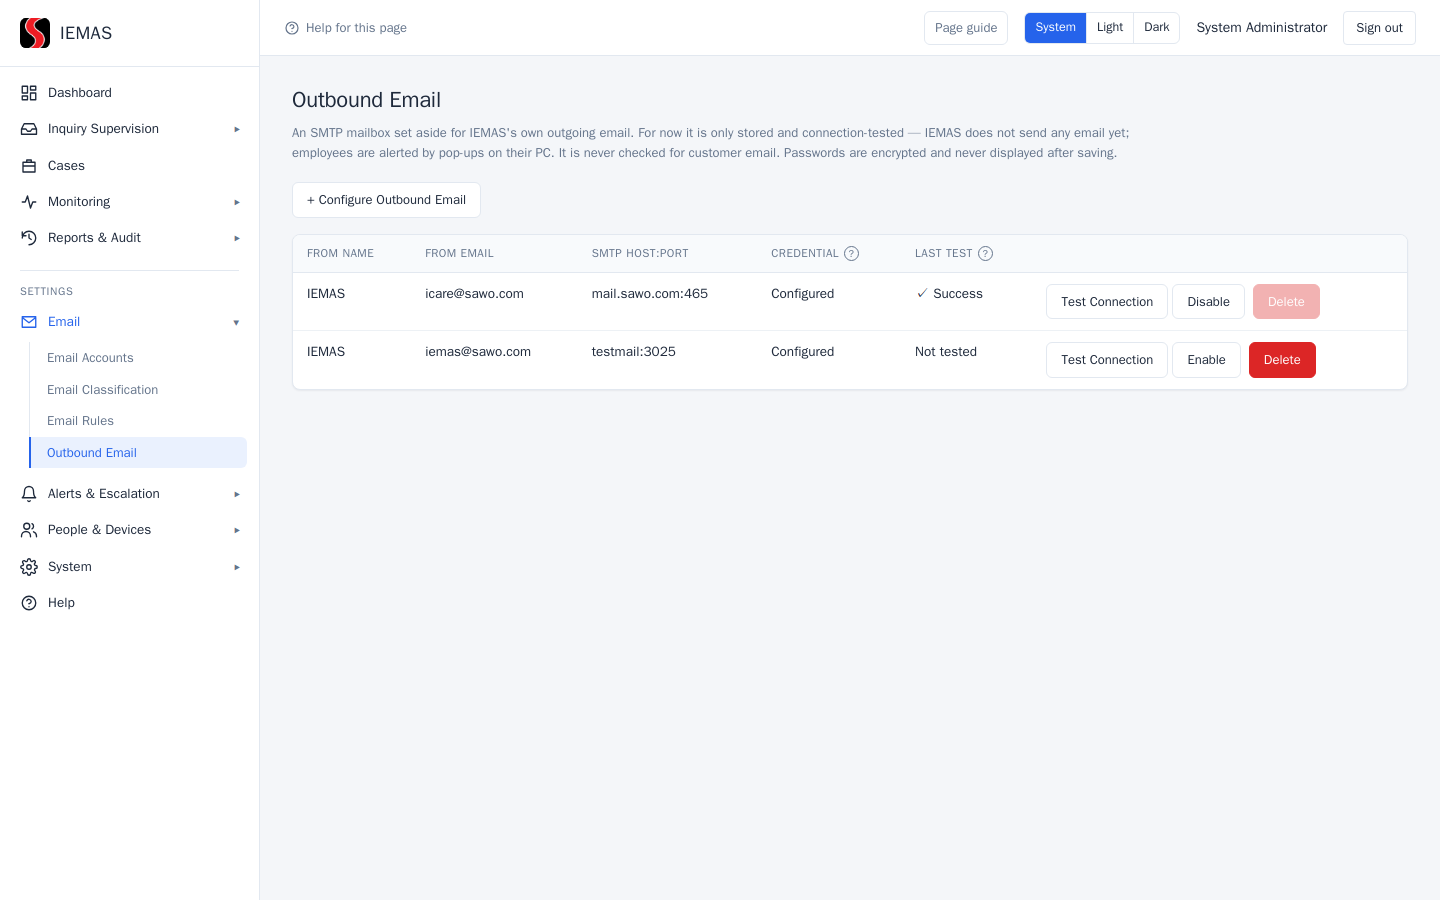 IEMAS
Help for this page
Page guide
System
Light
Dark
System Administrator
Sign out
Dashboard
Inquiry Supervision
Cases
Monitoring
Reports & Audit
SETTINGS
Email
Email Accounts
Email Classification
Email Rules
Outbound Email
Alerts & Escalation
People & Devices
System
Help
Outbound Email
An SMTP mailbox set aside for IEMAS's own outgoing email. For now it is only stored and connection-tested — IEMAS does not send any email yet;
employees are alerted by pop-ups on their PC. It is never checked for customer email. Passwords are encrypted and never displayed after saving.
+ Configure Outbound Email
FROM NAME FROM EMAIL SMTP HOST:PORT CREDENTIAL ? LAST TEST ?
IEMAS icare@sawo.com mail.sawo.com:465 Configured ✓ Success Test Connection Disable Delete
IEMAS iemas@sawo.com testmail:3025 Configured Not tested Test Connection Enable Delete